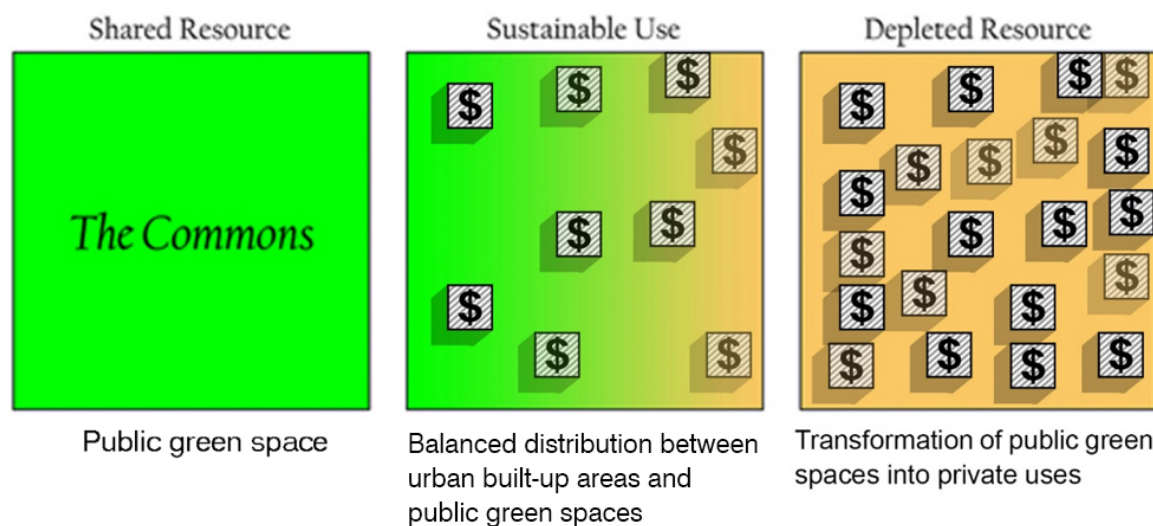 Shared Resource
The Commons
Public green space
Sustainable Use
$ $ $
$
$ $
$
$ $
Balanced distribution between
urban built-up areas and
public green spaces
Depleted Resource
$ $ $ $
$ $ $ $
$ $ $ $
$ $ $
$ $
$ $ $ $
Transformation of public green
spaces into private uses